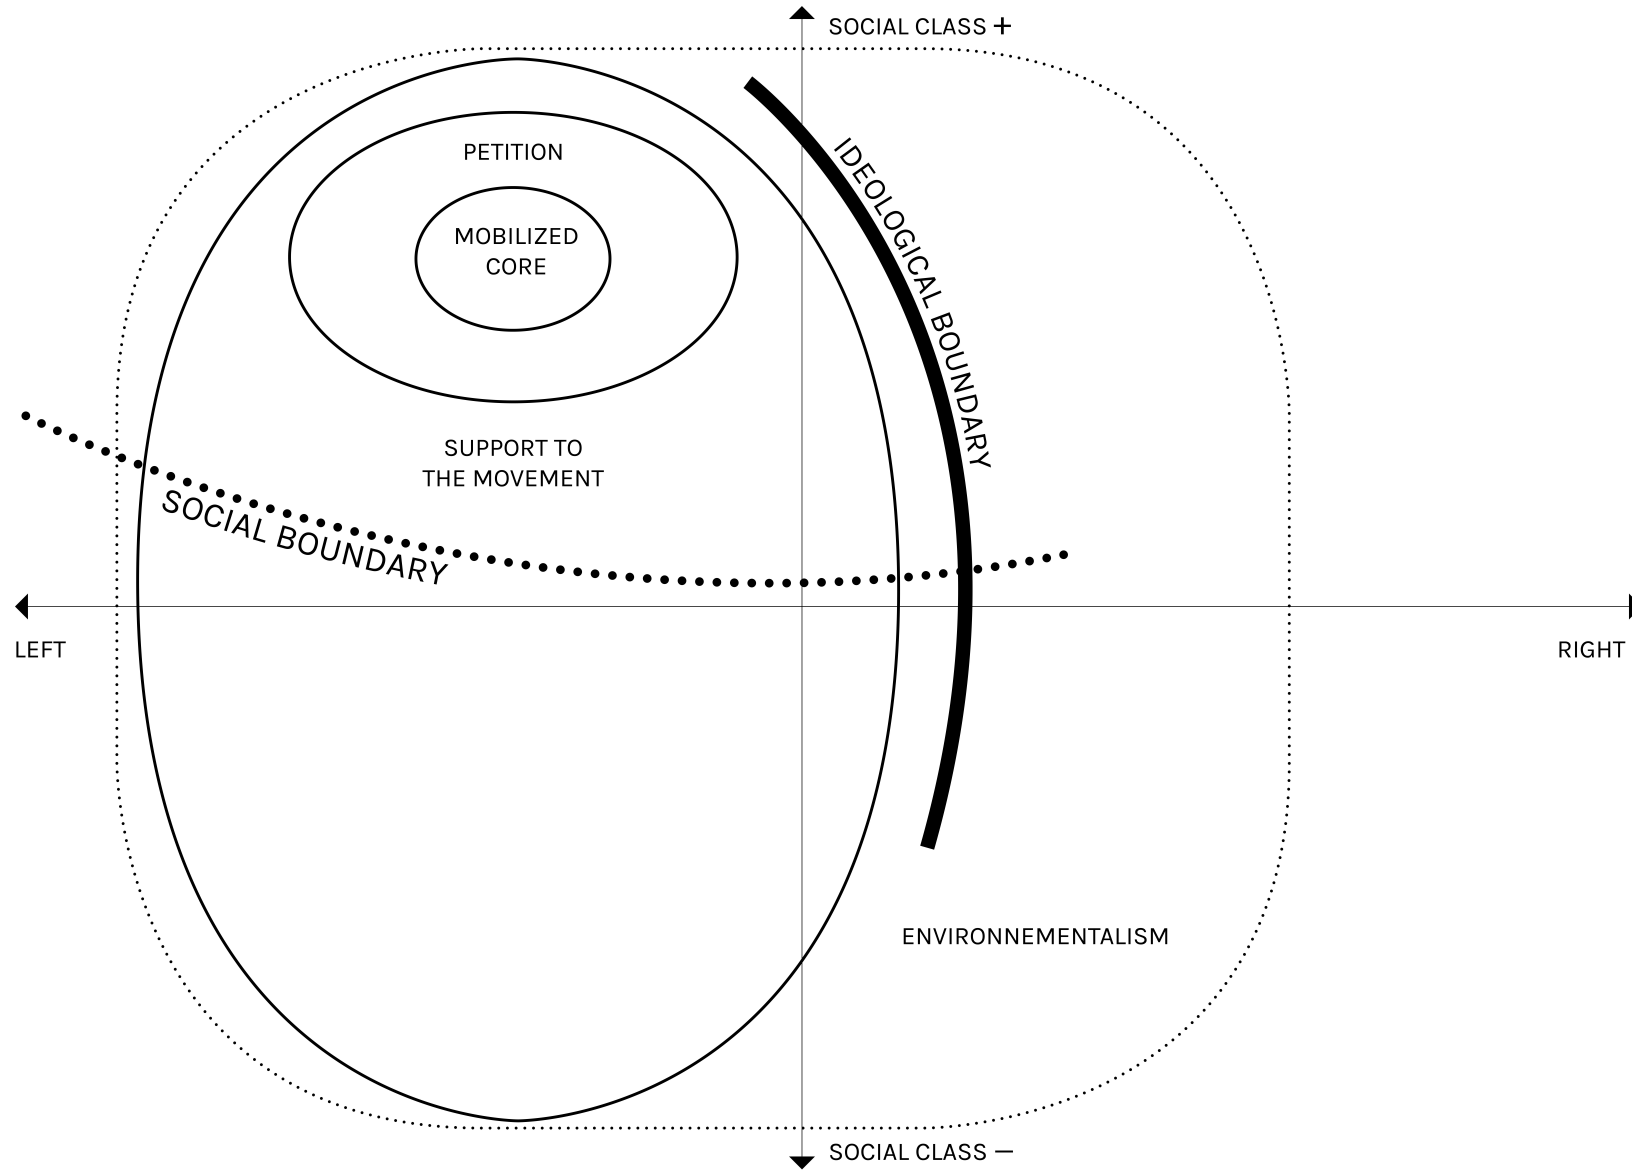 SOCIAL CLASS +
PETITION
IDEOLOGICAL BOUNDARY
MOBILIZED
CORE
SUPPORT TO
THE MOVEMENT
SOCIAL BOUNDARY
LEFT
RIGHT
ENVIRONNEMENTALISM
SOCIAL CLASS −